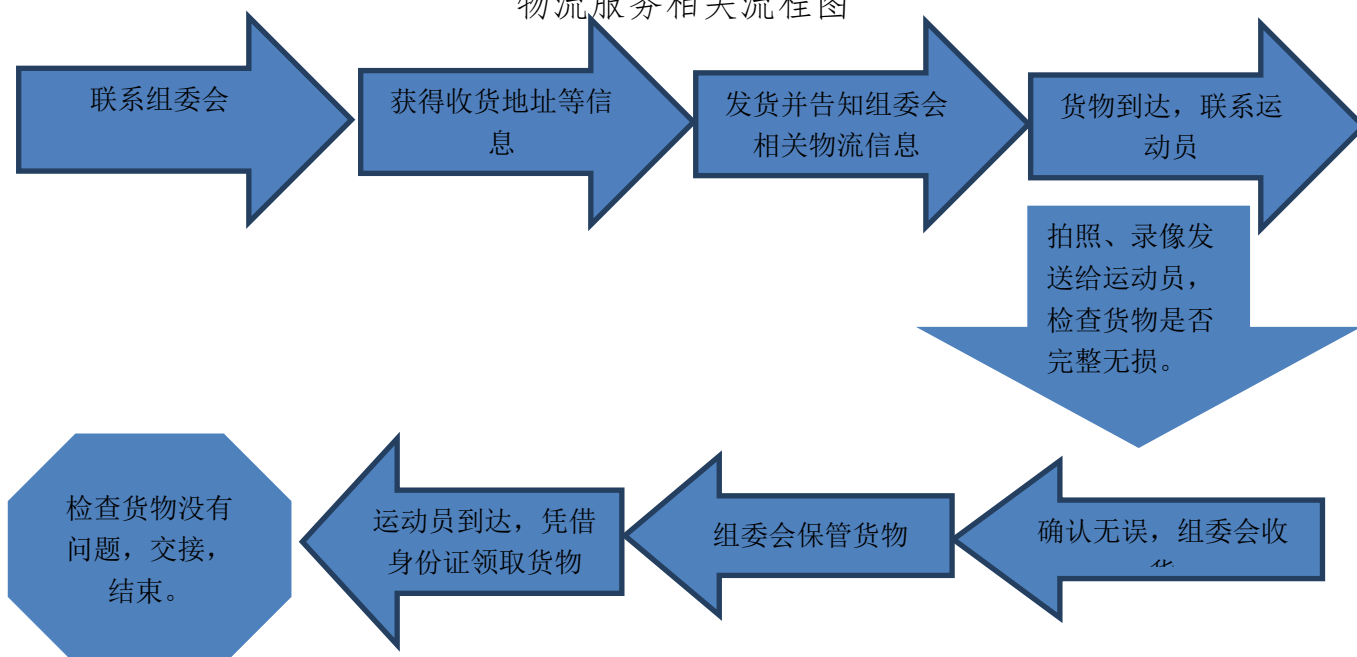 物流服务相关流程图
联系组委会
获得收货地址等信
息
发货并告知组委会
相关物流信息
货物到达，联系运
动员
拍照、录像发
送给运动员，
检查货物是否
完整无损。
确认无误，组委会收
组委会保管货物
运动员到达，凭借
身份证领取货物
检查货物没有
问题，交接，
结束。